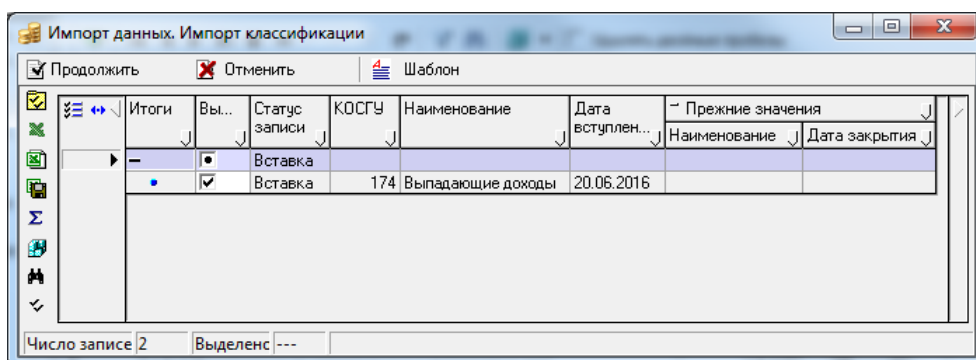 Импорт данных. Импорт классификации
Продолжить Отменить Шаблон
Итоги Вы... Статус записи КОСГУ Наименование Дата вступлен... Прежние значения
Наименование Дата закрытия
Вставка
Вставка 174 Выпадающие доходы 20.06.2016
Число записе 2 Выделенс ---